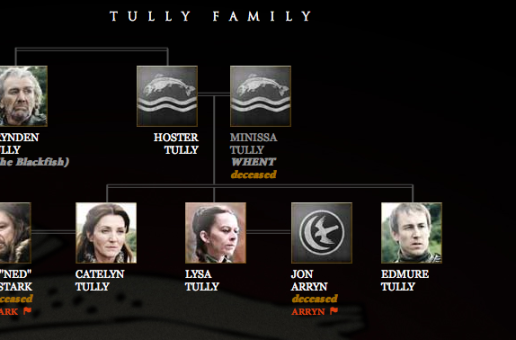 TULLY FAMILY
YNDEN
LLY
he Blackfish)
HOSTER
TULLY
MINISSA
TULLY
WHENT
deceased
"NED"
STARK
ceased
ARK
CATELYN
TULLY
LYSA
TULLY
JON
ARRYN
deceased
ARRYN
EDMURE
TULLY